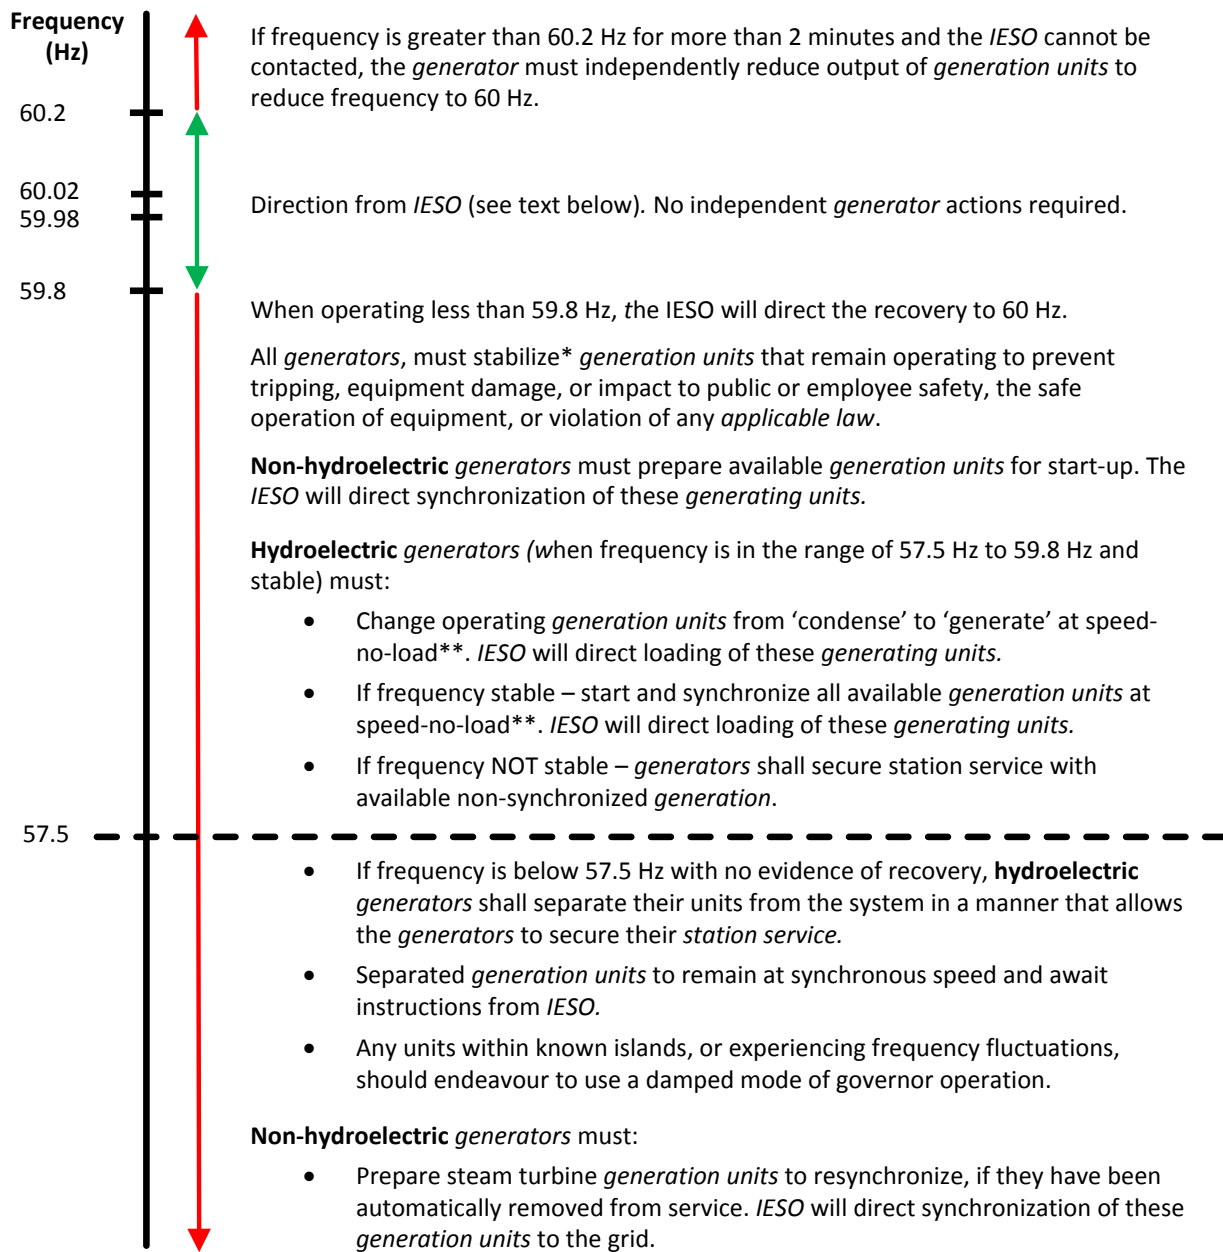 Frequency
(Hz)
If frequency is greater than 60.2 Hz for more than 2 minutes and the IESO cannot be
contacted, the generator must independently reduce output of generation units to
reduce frequency to 60 Hz.
60.2
60.02
59.98
Direction from IESO (see text below). No independent generator actions required.
59.8
When operating less than 59.8 Hz, the IESO will direct the recovery to 60 Hz.
All generators, must stabilize* generation units that remain operating to prevent
tripping, equipment damage, or impact to public or employee safety, the safe
operation of equipment, or violation of any applicable law.
Non-hydroelectric generators must prepare available generation units for start-up. The
IESO will direct synchronization of these generating units.
Hydroelectric generators (when frequency is in the range of 57.5 Hz to 59.8 Hz and
stable) must:
• Change operating generation units from ‘condense’ to ‘generate’ at speed-
no-load**. IESO will direct loading of these generating units.
• If frequency stable – start and synchronize all available generation units at
speed-no-load**. IESO will direct loading of these generating units.
• If frequency NOT stable – generators shall secure station service with
available non-synchronized generation.
57.5
• If frequency is below 57.5 Hz with no evidence of recovery, hydroelectric
generators shall separate their units from the system in a manner that allows
the generators to secure their station service.
• Separated generation units to remain at synchronous speed and await
instructions from IESO.
• Any units within known islands, or experiencing frequency fluctuations,
should endeavour to use a damped mode of governor operation.
Non-hydroelectric generators must:
• Prepare steam turbine generation units to resynchronize, if they have been
automatically removed from service. IESO will direct synchronization of these
generation units to the grid.